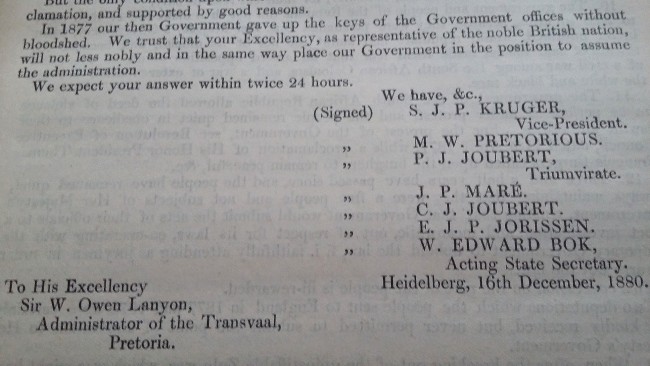 clamation, and supported by good reasons.
In 1877 our then Government gave up the keys of the Government offices without
bloodshed. We trust that your Excellency, as representative of the noble British nation,
will not less nobly and in the same way place our Government in the position to assume
the administration.
We expect your answer within twice 24 hours.
We have, &c.,
(Signed) S. J. P. KRUGER,
Vice-President.
„ M. W. PRETORIOUS.
„ P. J. JOUBERT,
Triumvirate.
„ J. P. MARÉ.
„ C. J. JOUBERT.
„ E. J. P. JORISSEN.
„ W. EDWARD BOK,
Acting State Secretary.
To His Excellency Heidelberg, 16th December, 1880.
Sir W. Owen Lanyon,
Administrator of the Transvaal,
Pretoria.